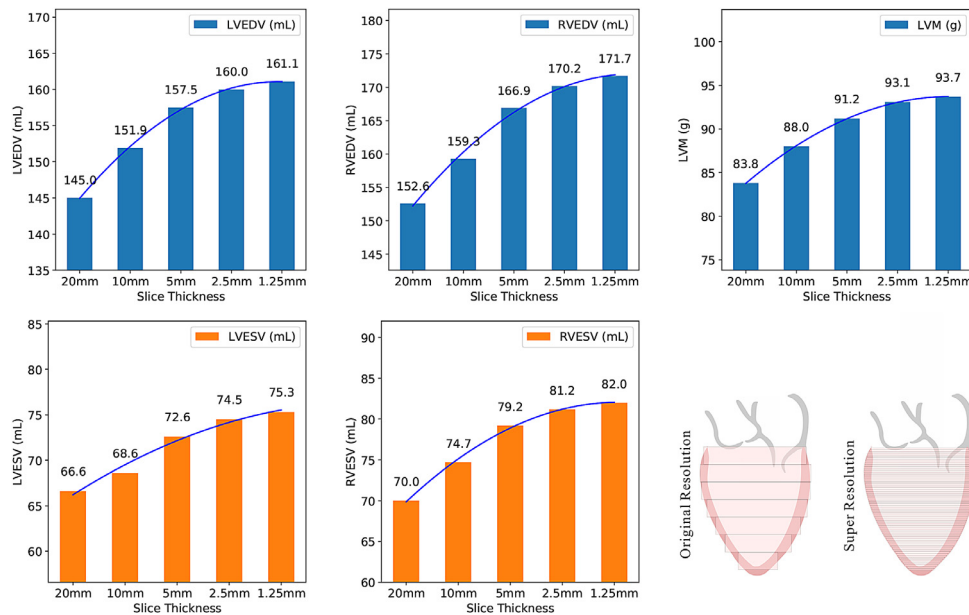 LVEDV (mL)
170
165
160
155
150
145
140
135
LVEDV (mL)
145.0
151.9
157.5
160.0
161.1
20mm
10mm
5mm
2.5mm
1.25mm
Slice Thickness
RVEDV (mL)
180
175
170
165
160
155
150
145
RVEDV (mL)
152.6
159.3
166.9
170.2
171.7
20mm
10mm
5mm
2.5mm
1.25mm
Slice Thickness
LVM (g)
100
95
90
85
80
75
LVM (g)
83.8
88.0
91.2
93.1
93.7
20mm
10mm
5mm
2.5mm
1.25mm
Slice Thickness
LVESV (mL)
85
80
75
70
65
60
LVESV (mL)
66.6
68.6
72.6
74.5
75.3
20mm
10mm
5mm
2.5mm
1.25mm
Slice Thickness
RVESV (mL)
90
85
80
75
70
65
60
RVESV (mL)
70.0
74.7
79.2
81.2
82.0
20mm
10mm
5mm
2.5mm
1.25mm
Slice Thickness
Original Resolution
Super Resolution